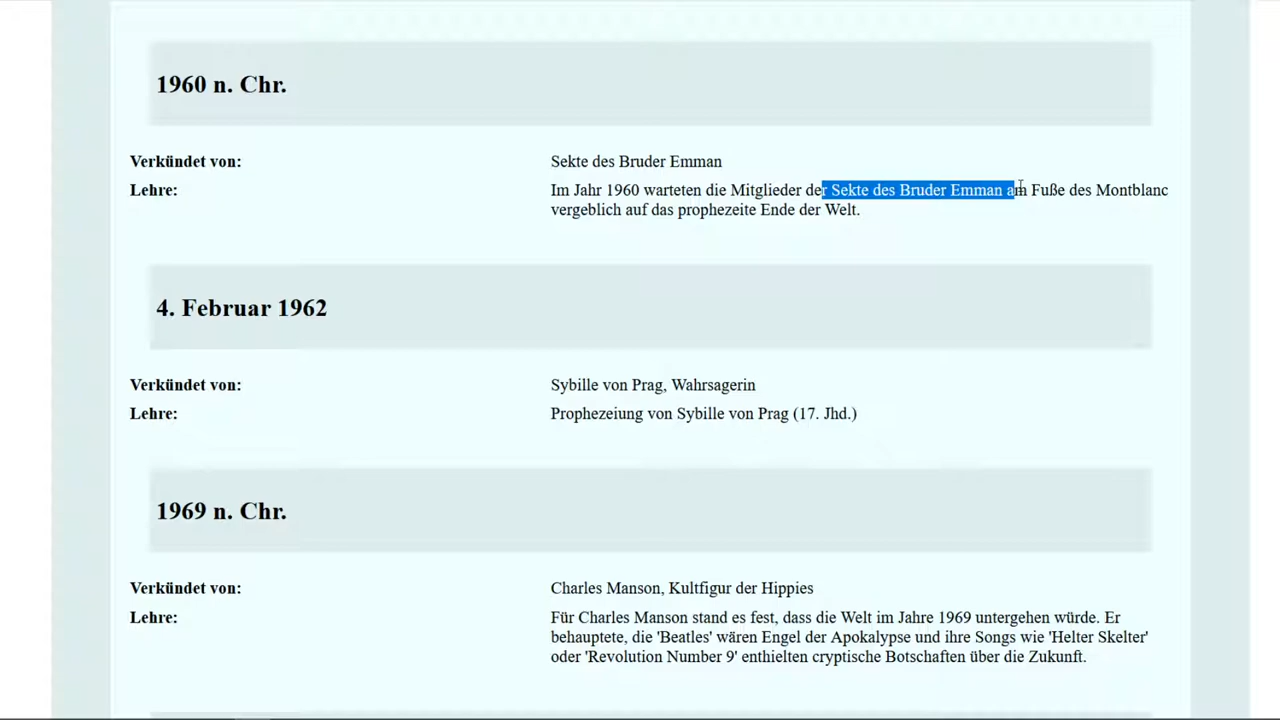 1960 n. Chr.
Verkündet von: Sekte des Bruder Emman
Lehre: Im Jahr 1960 warteten die Mitglieder der Sekte des Bruder Emman am Fuße des Montblanc
vergeblich auf das prophezeite Ende der Welt.
4. Februar 1962
Verkündet von: Sybille von Prag, Wahrsagerin
Lehre: Prophezeiung von Sybille von Prag (17. Jhd.)
1969 n. Chr.
Verkündet von: Charles Manson, Kultfigur der Hippies
Lehre: Für Charles Manson stand es fest, dass die Welt im Jahre 1969 untergehen würde. Er
behauptete, die 'Beatles' wären Engel der Apokalypse und ihre Songs wie 'Helter Skelter'
oder 'Revolution Number 9' enthielten cryptische Botschaften über die Zukunft.